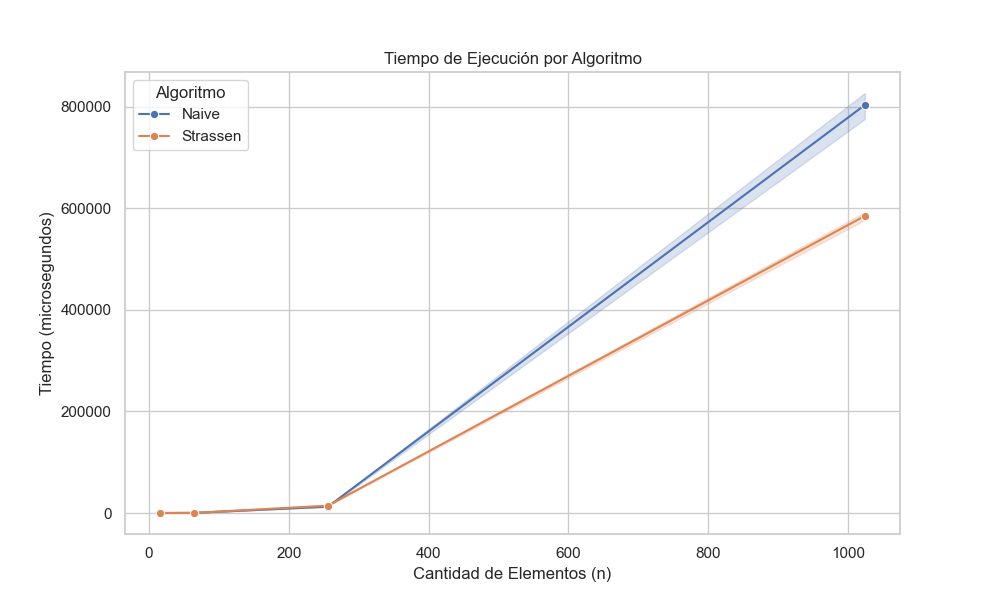 Tiempo de Ejecución por Algoritmo
Algoritmo
Naive
Strassen
800000
600000
400000
200000
0
Tiempo (microsegundos)
0
200
400
600
800
1000
Cantidad de Elementos (n)